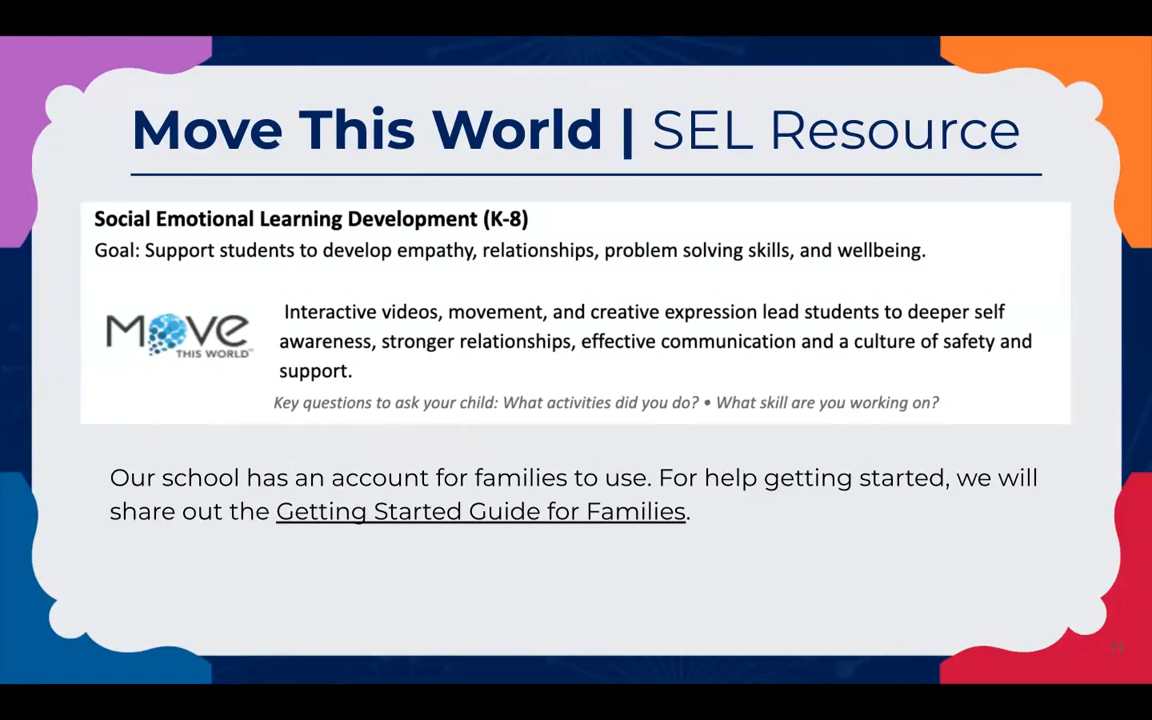 Move This World | SEL Resource
Social Emotional Learning Development (K-8)
Goal: Support students to develop empathy, relationships, problem solving skills, and wellbeing.
Interactive videos, movement, and creative expression lead students to deeper self
MOVE
THIS WORLD
awareness, stronger relationships, effective communication and a culture of safety and
support.
Key questions to ask your child: What activities did you do? • What skill are you working on?
Our school has an account for families to use. For help getting started, we will
share out the Getting Started Guide for Families.